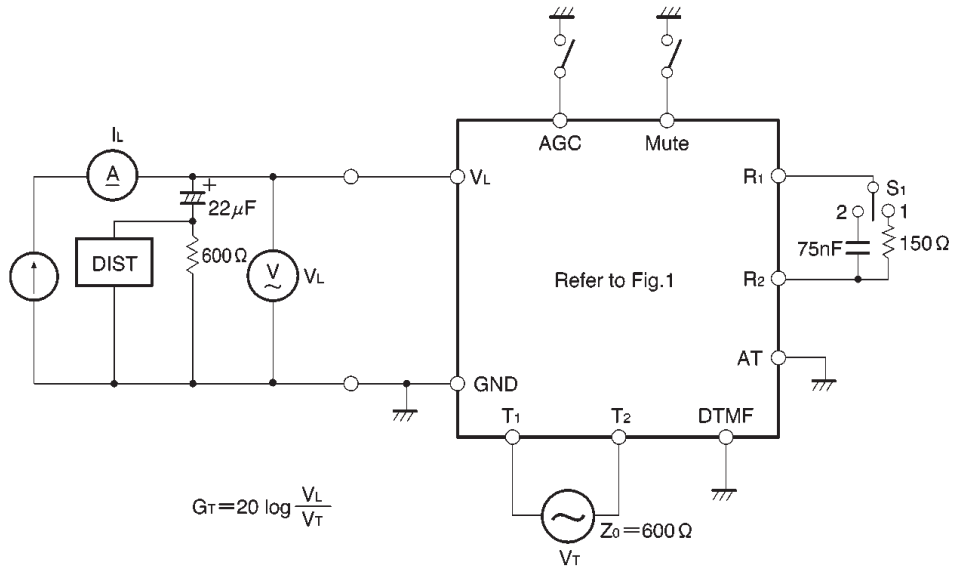 AGC
Mute
IL
A
VL
R1
S1
+
22μF
2
1
DIST
600Ω
V
VL
75nF
150Ω
Refer to Fig.1
R2
AT
GND
T1
T2
DTMF
GT=20 log VL/VT
Z0=600Ω
VT